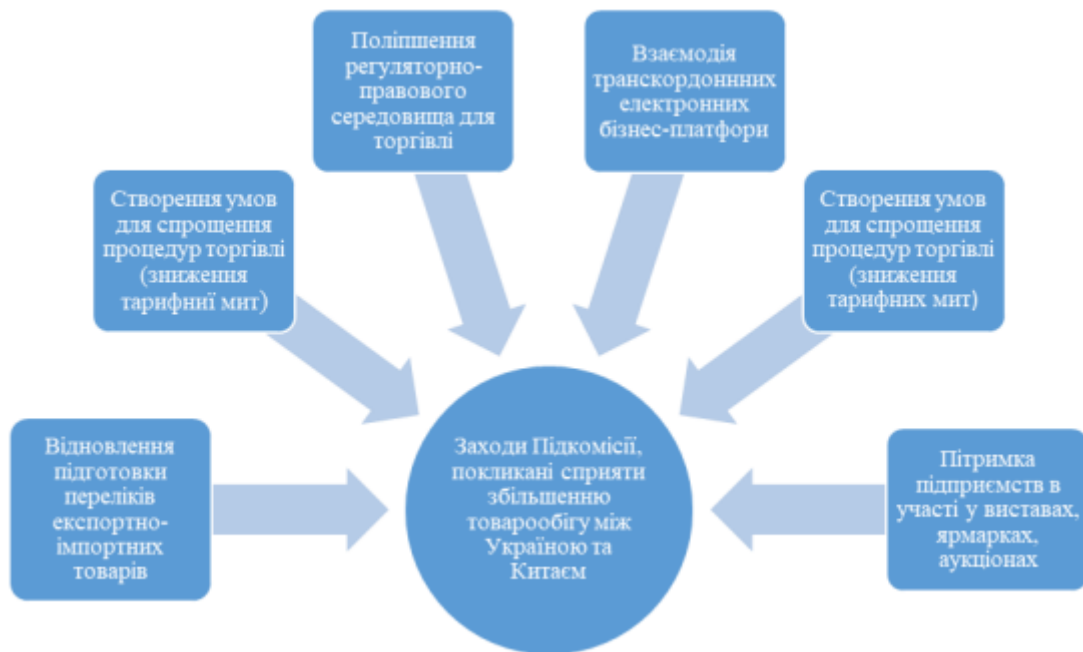 Поліпшення
регуляторно-
правового
середовища для
торгівлі
Взаємодія
транскордоннних
електронних
бізнес-платфори
Створення умов
для спрощення
процедур торгівлі
(зниження
тарифниї мит)
Створення умов
для спрощення
процедур торгівлі
(зниження
тарифних мит)
Відновлення
підготовки
переліків
експортно-
імпортних
товарів
Заходи Підкомісії,
покликані сприяти
збільшенню
товарообігу між
Україною та
Китаєм
Пітримка
підприємств в
участі у виставах,
ярмарках,
аукціонах